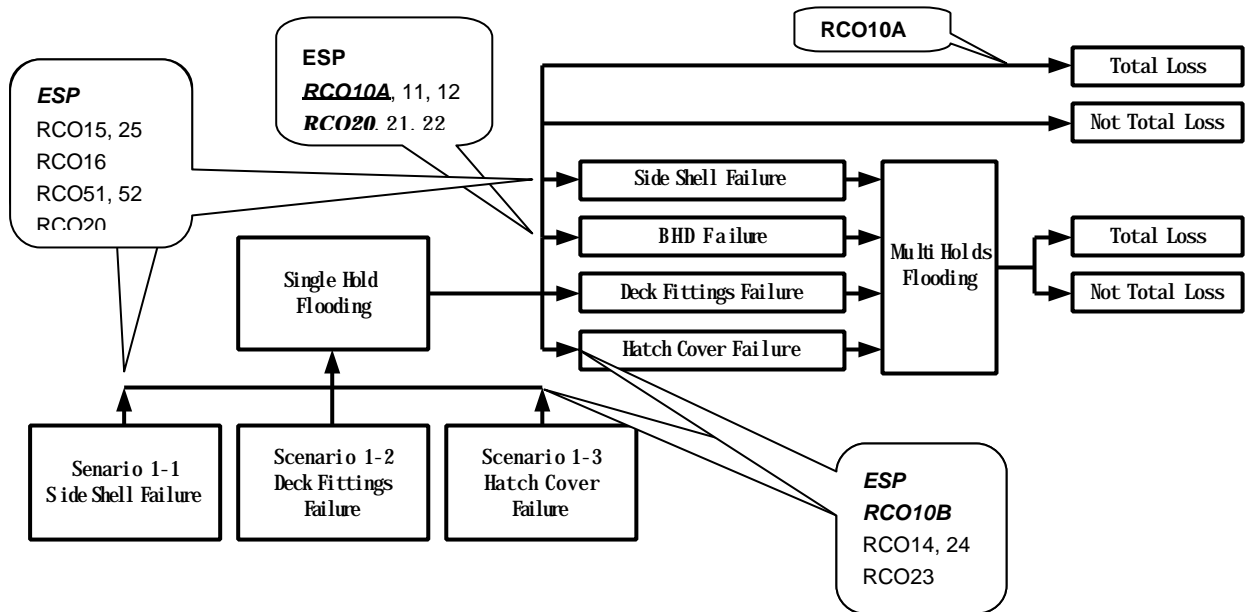 RCO10A
Total Loss
Not Total Loss
ESP
RCO10A, 11, 12
RCO20, 21, 22
ESP
RCO15, 25
RCO16
RCO51, 52
RCO20
Side Shell Failure
BHD Failure
Deck Fittings Failure
Hatch Cover Failure
Multi Holds
Flooding
Total Loss
Not Total Loss
Single Hold
Flooding
Senario 1-1
Side Shell Failure
Scenario 1-2
Deck Fittings
Failure
Scenario 1-3
Hatch Cover
Failure
ESP
RCO10B
RCO14, 24
RCO23